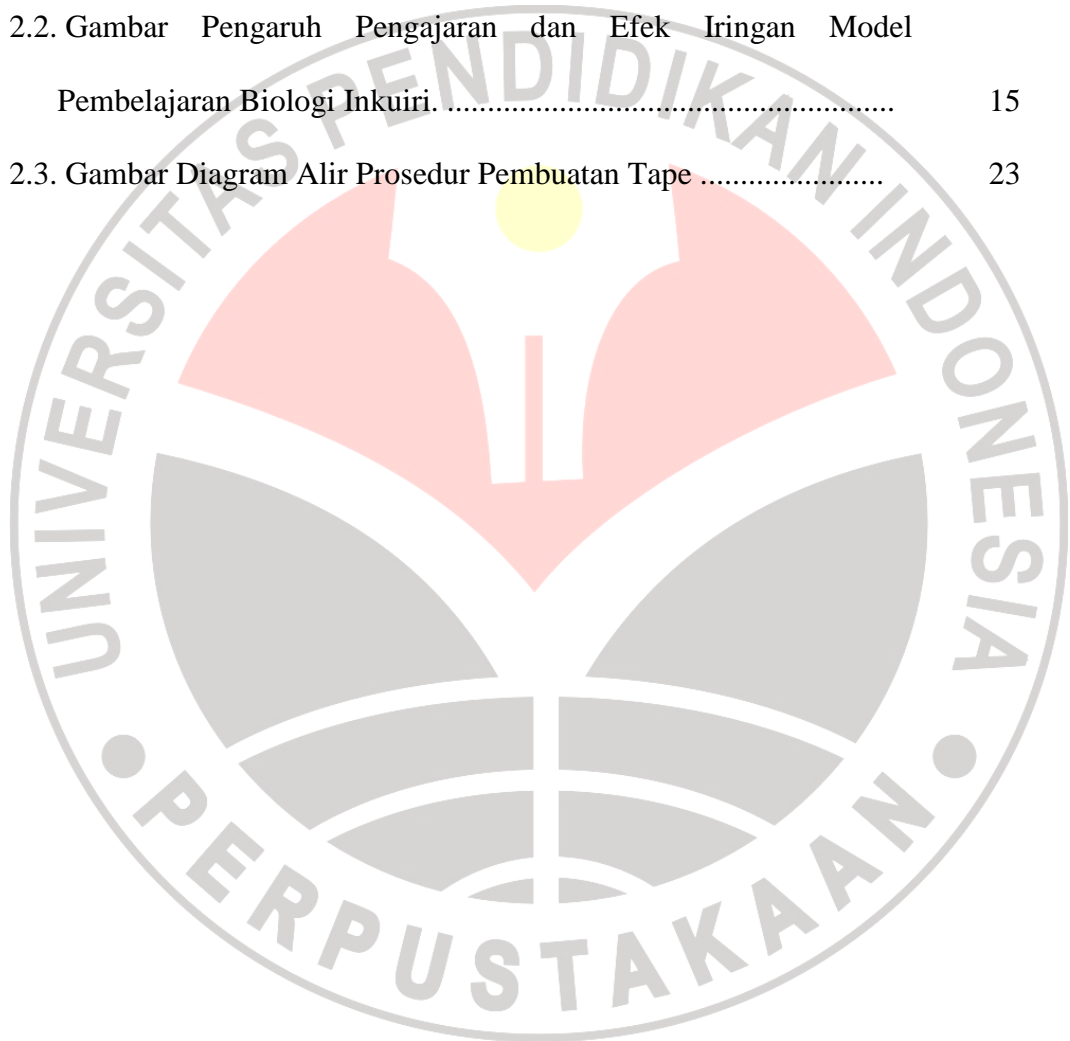 2.2. Gambar Pengaruh Pengajaran dan Efek Iringan Model
Pembelajaran Biologi Inkuiri. ........................................................ 15
2.3. Gambar Diagram Alir Prosedur Pembuatan Tape ....................... 23
UNIVERSITAS PENDIDIKAN INDONESIA
PERPUSTAKAAN